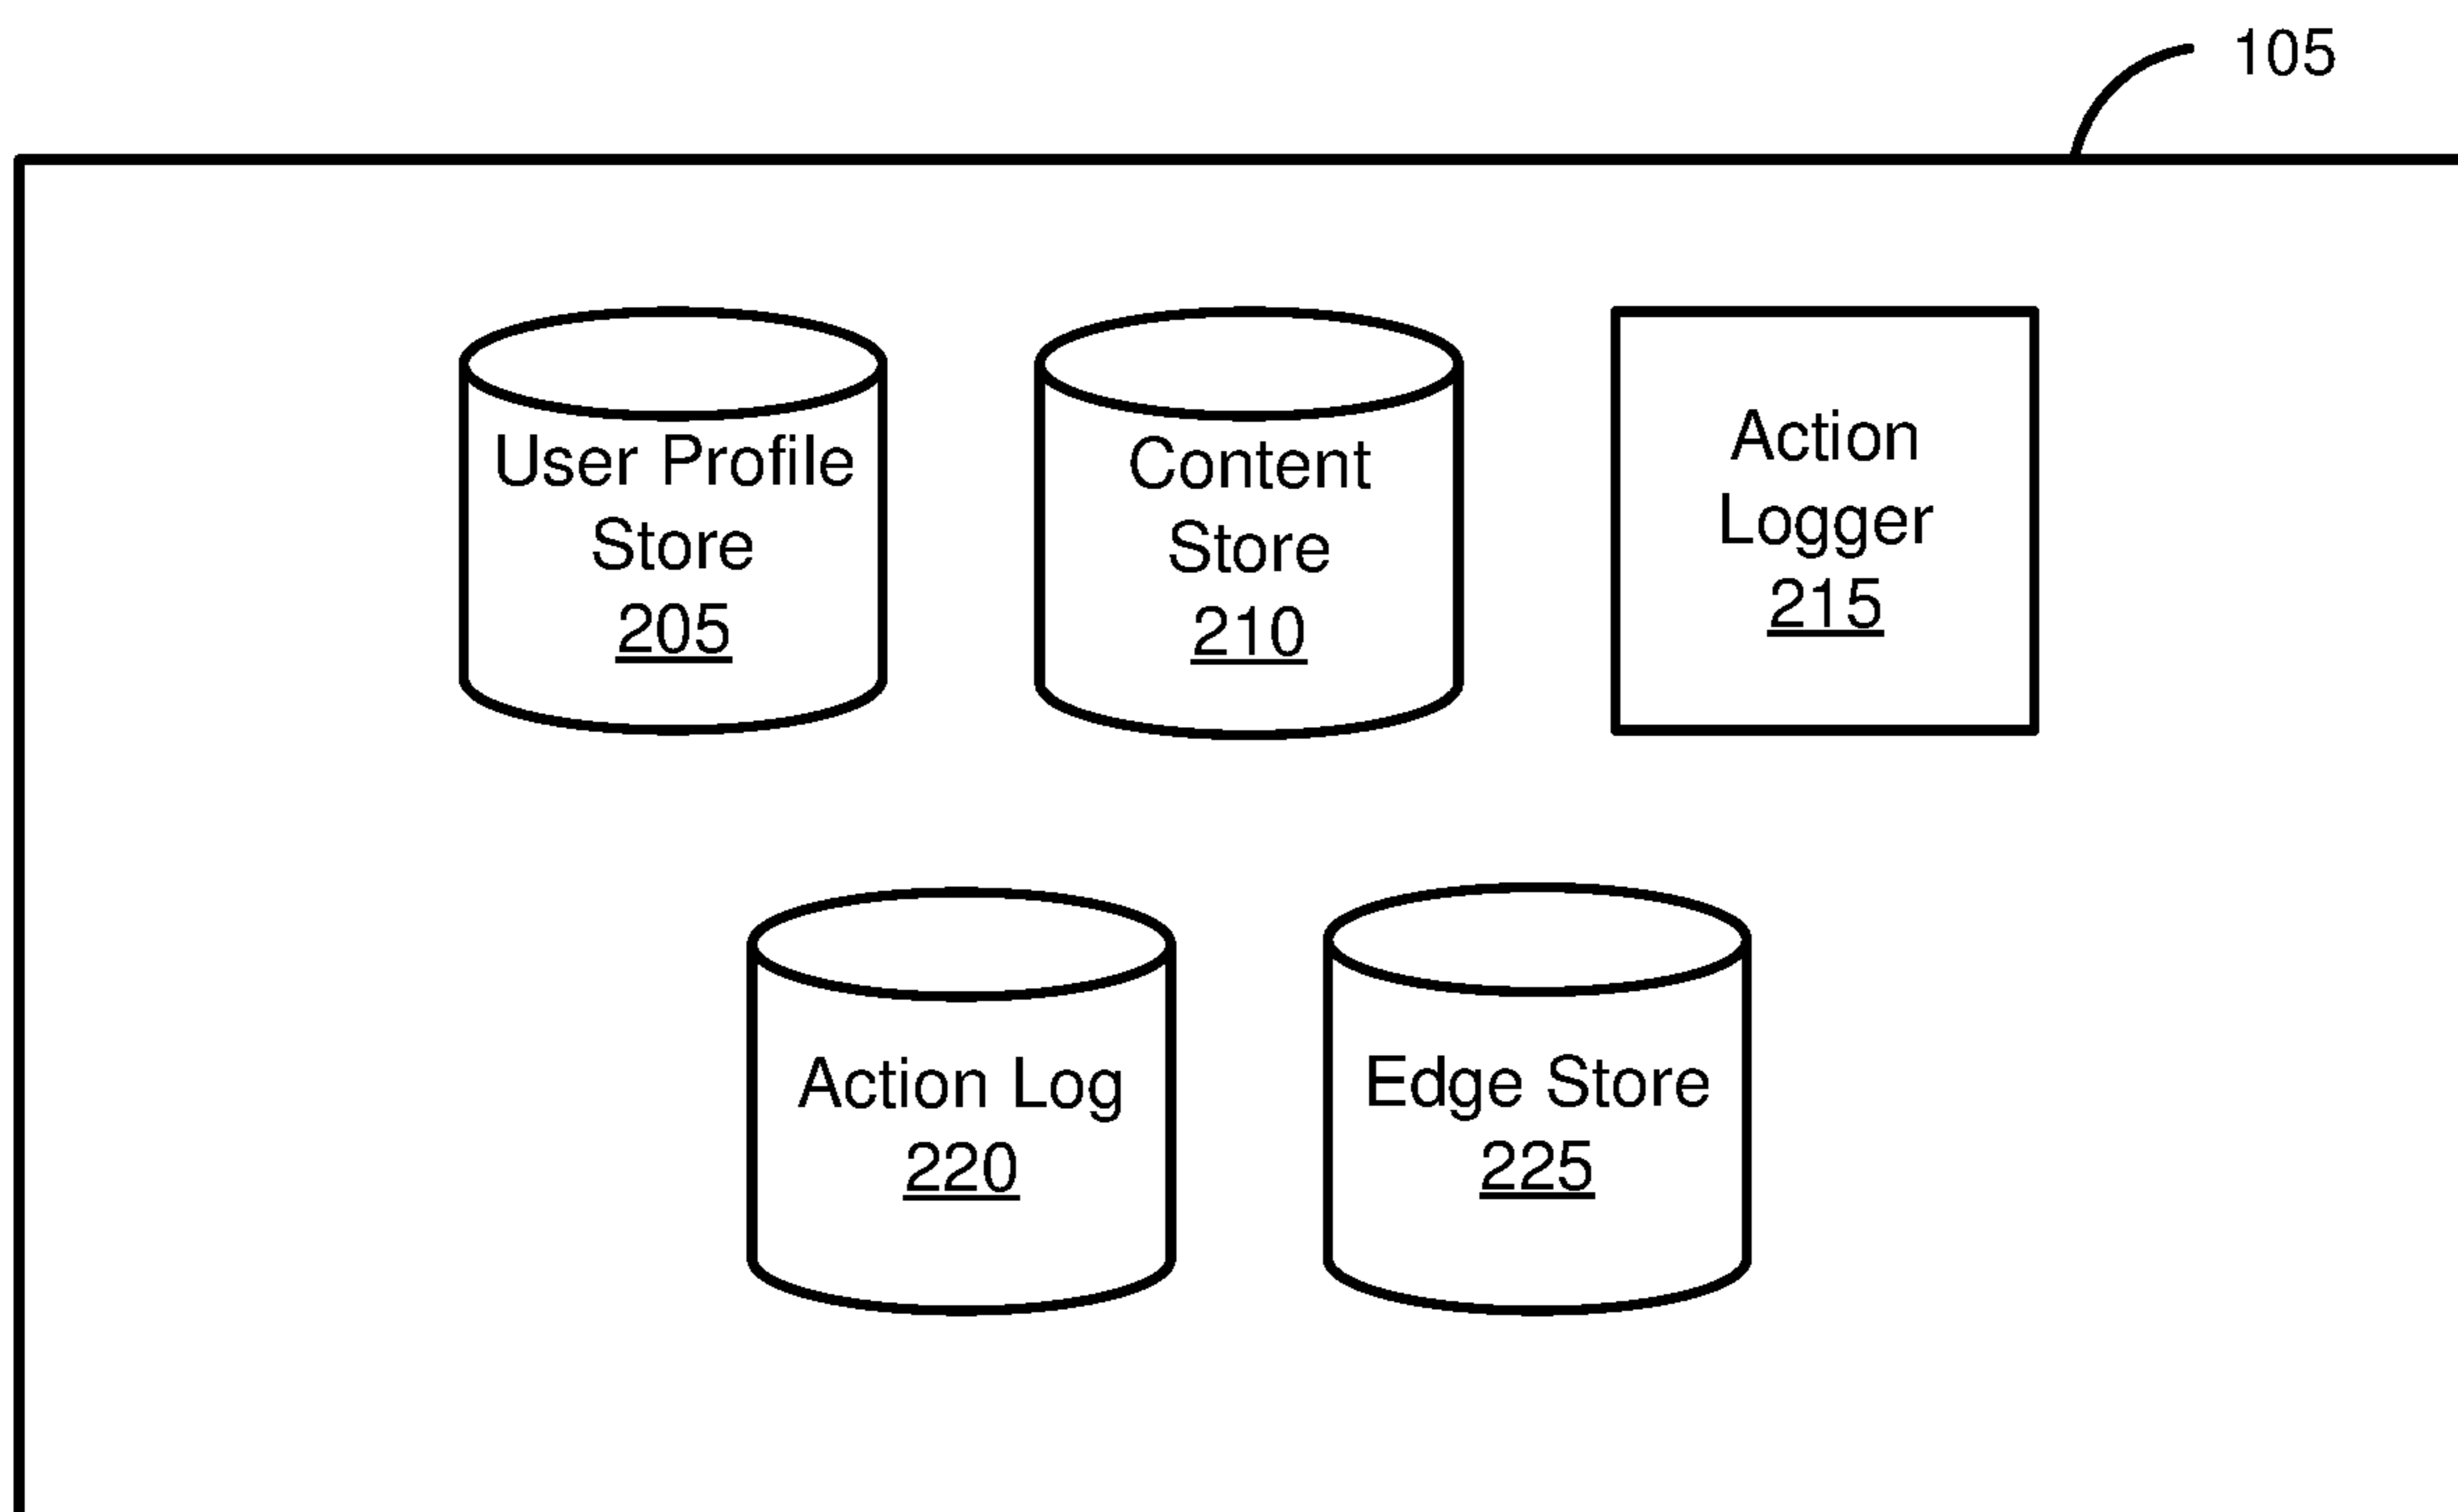 105
User Profile
Store
205
Content
Store
210
Action
Logger
215
Action Log
220
Edge Store
225